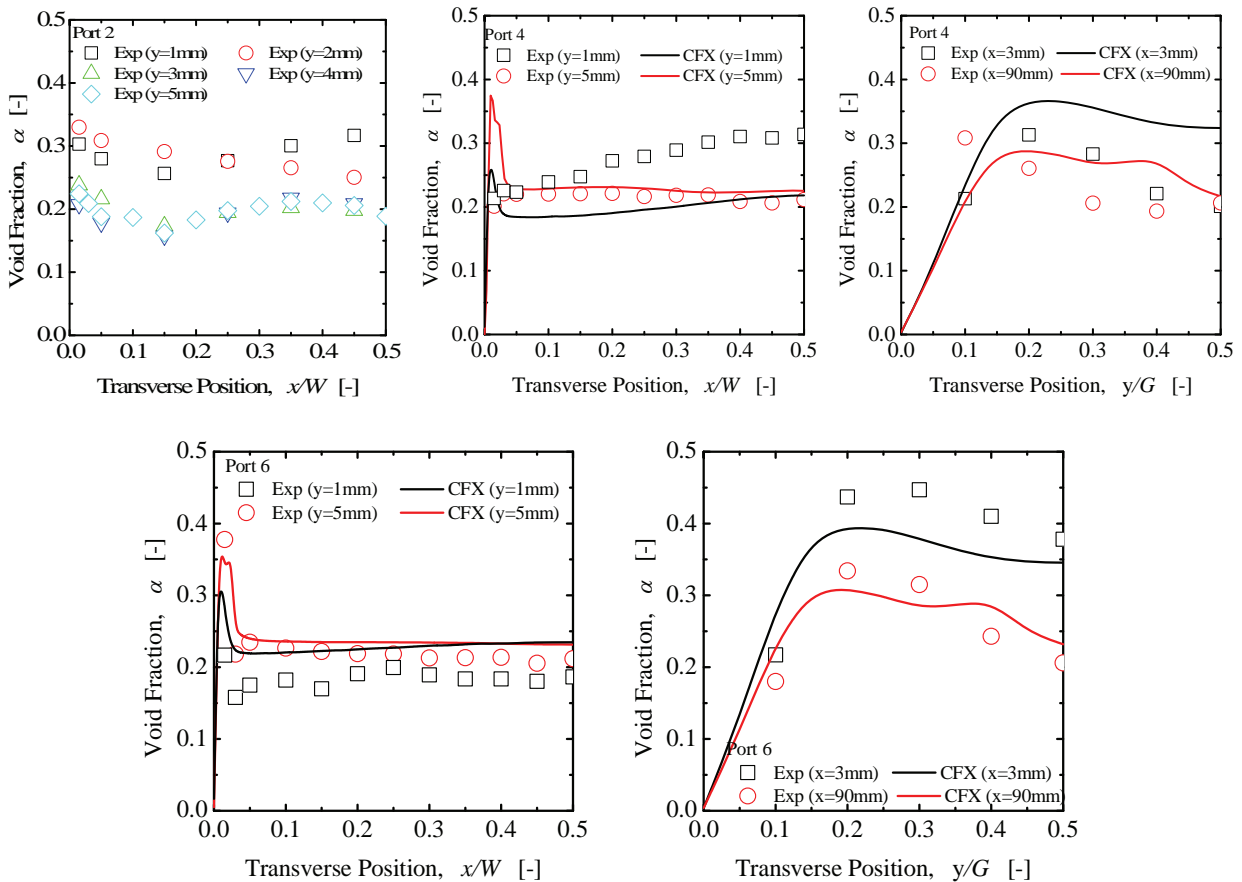 Port 2
Exp (y=1mm) Exp (y=2mm)
Exp (y=3mm) Exp (y=4mm)
Exp (y=5mm)
0.5
0.4
0.3
0.2
0.1
0.0
0.0 0.1 0.2 0.3 0.4 0.5
Void Fraction, α [-]
Transverse Position, x/W [-]
Port 4
Exp (y=1mm) CFX (y=1mm)
Exp (y=5mm) CFX (y=5mm)
0.5
0.4
0.3
0.2
0.1
0.0
0.0 0.1 0.2 0.3 0.4 0.5
Void Fraction, α [-]
Transverse Position, x/W [-]
Port 4
Exp (x=3mm) CFX (x=3mm)
Exp (x=90mm) CFX (x=90mm)
0.5
0.4
0.3
0.2
0.1
0.0
0.0 0.1 0.2 0.3 0.4 0.5
Void Fraction, α [-]
Transverse Position, y/G [-]
Port 6
Exp (y=1mm) CFX (y=1mm)
Exp (y=5mm) CFX (y=5mm)
0.5
0.4
0.3
0.2
0.1
0.0
0.0 0.1 0.2 0.3 0.4 0.5
Void Fraction, α [-]
Transverse Position, x/W [-]
0.5
0.4
0.3
0.2
0.1
0.0
Port 6
Exp (x=3mm) CFX (x=3mm)
Exp (x=90mm) CFX (x=90mm)
0.0 0.1 0.2 0.3 0.4 0.5
Void Fraction, α [-]
Transverse Position, y/G [-]